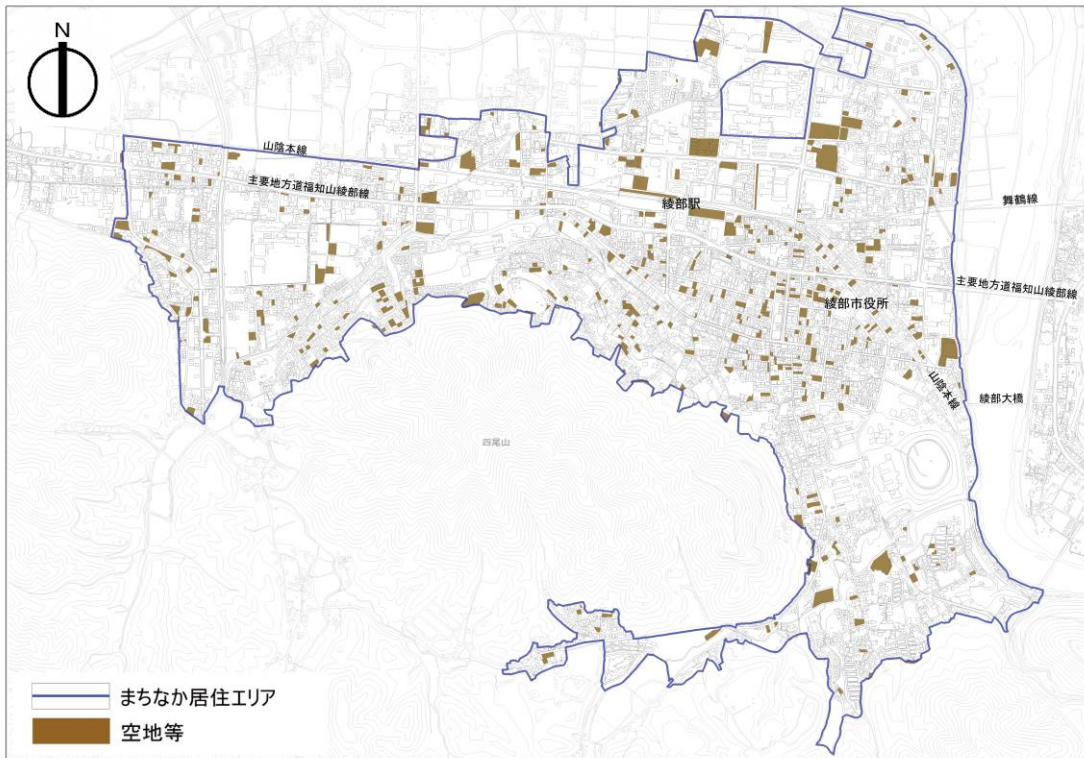 N
山陰本線
主要地方道福知山綾部線
綾部駅
舞鶴線
主要地方道福知山綾部線
綾部市役所
山陰本線
綾部大橋
四尾山
まちなか居住エリア
空地等